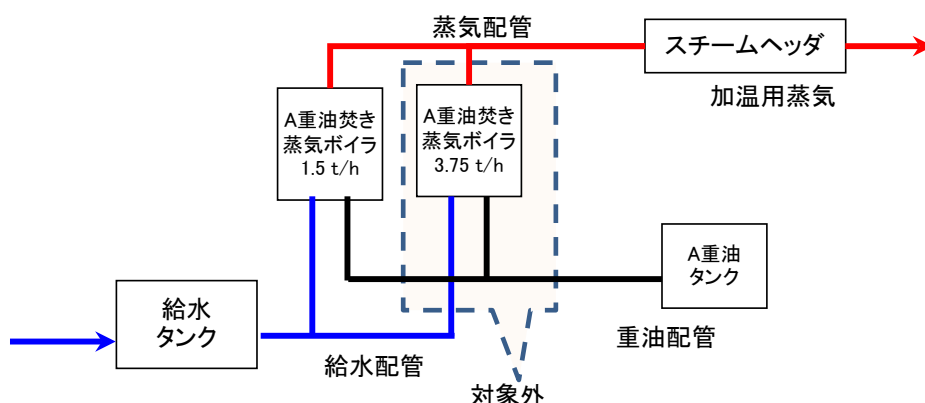 蒸気配管
スチームヘッダ
加温用蒸気
A重油焚き
蒸気ボイラ
1.5 t/h
A重油焚き
蒸気ボイラ
3.75 t/h
A重油
タンク
給水
タンク
重油配管
給水配管
対象外